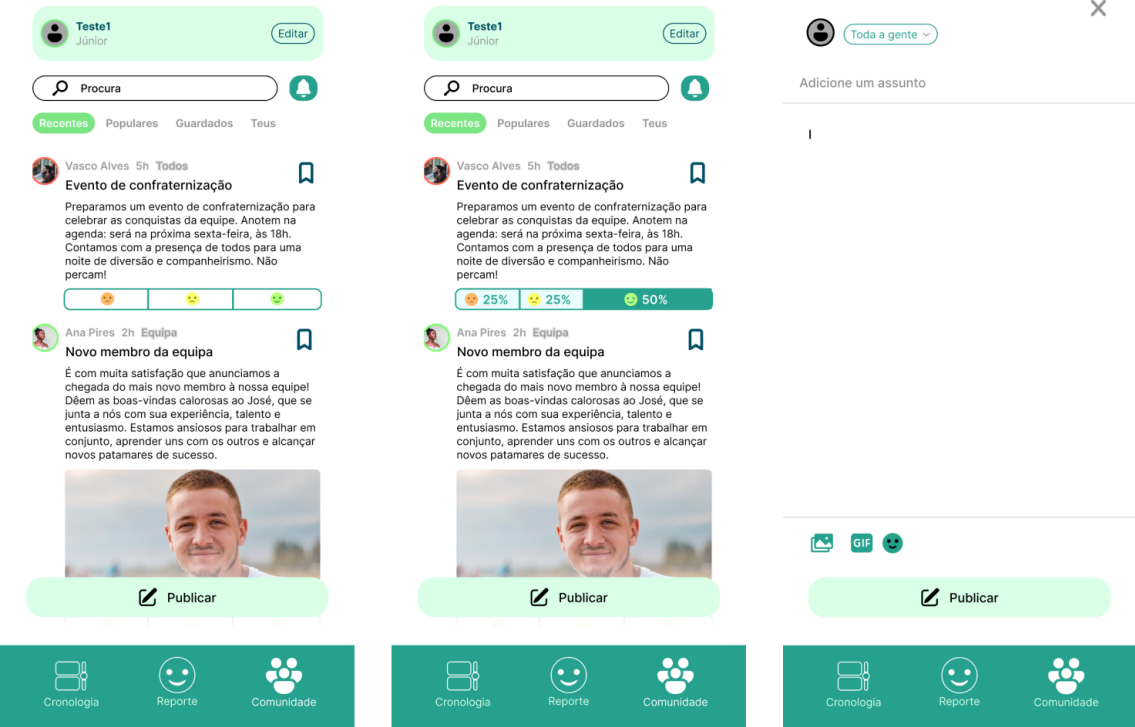 Teste1
Júnior
Editar
Procura
Recentes Populares Guardados Teus
Vasco Alves 5h Todos
Evento de confraternização
Preparamos um evento de confraternização para
celebrar as conquistas da equipe. Anotem na
agenda: será na próxima sexta-feira, às 18h.
Contamos com a presença de todos para uma
noite de diversão e companheirismo. Não
percam!
Ana Pires 2h Equipa
Novo membro da equipa
É com muita satisfação que anunciamos a
chegada do mais novo membro à nossa equipe!
Dêem as boas-vindas calorosas ao José, que se
junta a nós com sua experiência, talento e
entusiasmo. Estamos ansiosos para trabalhar em
conjunto, aprender uns com os outros e alcançar
novos patamares de sucesso.
Publicar
Cronologia Reporte Comunidade
Teste1
Júnior
Editar
Procura
Recentes Populares Guardados Teus
Vasco Alves 5h Todos
Evento de confraternização
Preparamos um evento de confraternização para
celebrar as conquistas da equipe. Anotem na
agenda: será na próxima sexta-feira, às 18h.
Contamos com a presença de todos para uma
noite de diversão e companheirismo. Não
percam!
25% 25% 50%
Ana Pires 2h Equipa
Novo membro da equipa
É com muita satisfação que anunciamos a
chegada do mais novo membro à nossa equipe!
Dêem as boas-vindas calorosas ao José, que se
junta a nós com sua experiência, talento e
entusiasmo. Estamos ansiosos para trabalhar em
conjunto, aprender uns com os outros e alcançar
novos patamares de sucesso.
Publicar
Cronologia Reporte Comunidade
Toda a gente
Adicione um assunto
GIF
Publicar
Cronologia Reporte Comunidade